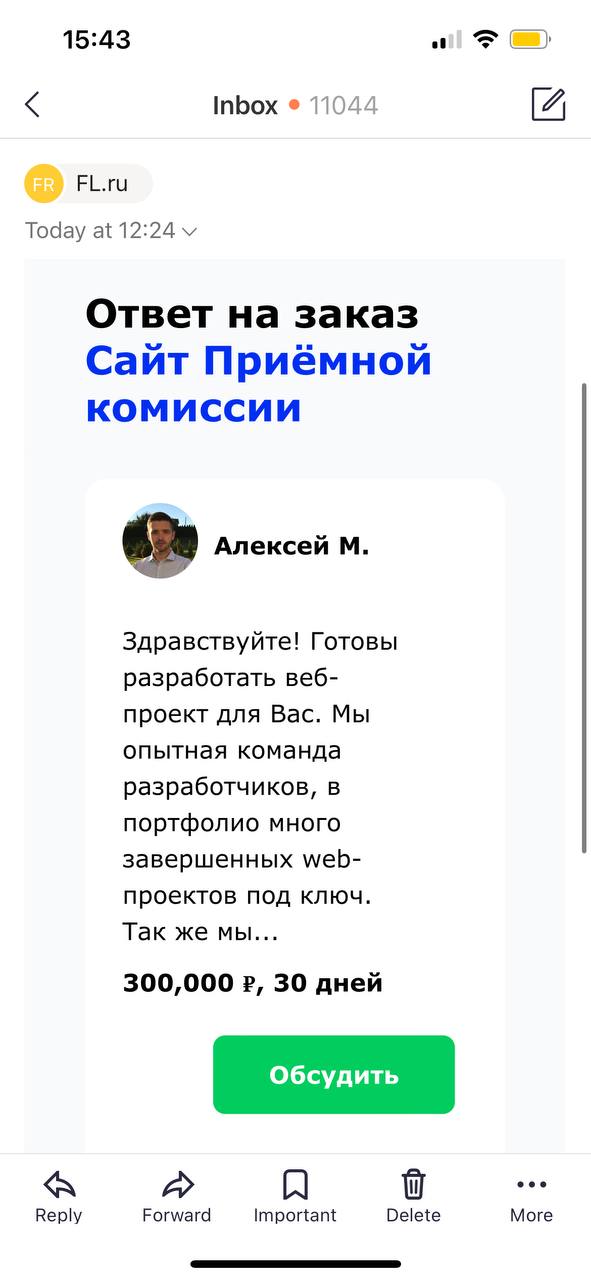 15:43
Inbox • 11044
FR FL.ru
Today at 12:24
Ответ на заказ
Сайт Приёмной
комиссии
Алексей М.
Здравствуйте! Готовы
разработать веб-
проект для Вас. Мы
опытная команда
разработчиков, в
портфолио много
завершенных web-
проектов под ключ.
Так же мы...
300,000 ₽, 30 дней
Обсудить
Reply Forward Important Delete More